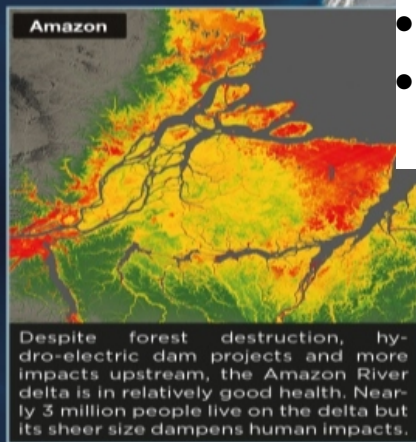 Amazon
Despite forest destruction, hy-
dro-electric dam projects and more
impacts upstream, the Amazon River
delta is in relatively good health. Near-
ly 3 million people live on the delta but
its sheer size dampens human impacts.